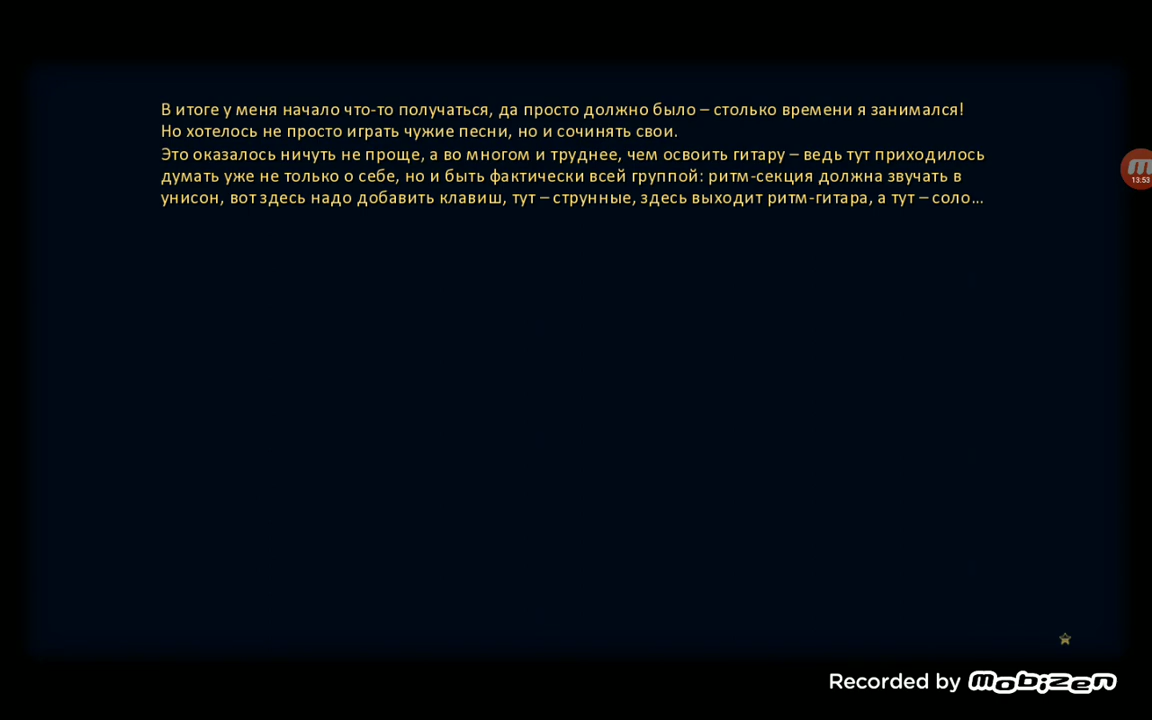 В итоге у меня начало что-то получаться, да просто должно было – столько времени я занимался!
Но хотелось не просто играть чужие песни, но и сочинять свои.
Это оказалось ничуть не проще, а во многом и труднее, чем освоить гитару – ведь тут приходилось
думать уже не только о себе, но и быть фактически всей группой: ритм-секция должна звучать в
унисон, вот здесь надо добавить клавиш, тут – струнные, здесь выходит ритм-гитара, а тут – соло...
13:53
Recorded by mobizen